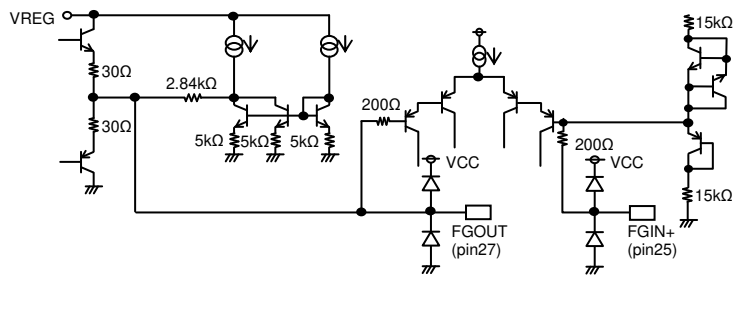 VREG
15kΩ
30Ω
2.84kΩ
200Ω
30Ω
5kΩ 5kΩ 5kΩ
200Ω
VCC
VCC
15kΩ
FGOUT
(pin27)
FGIN+
(pin25)